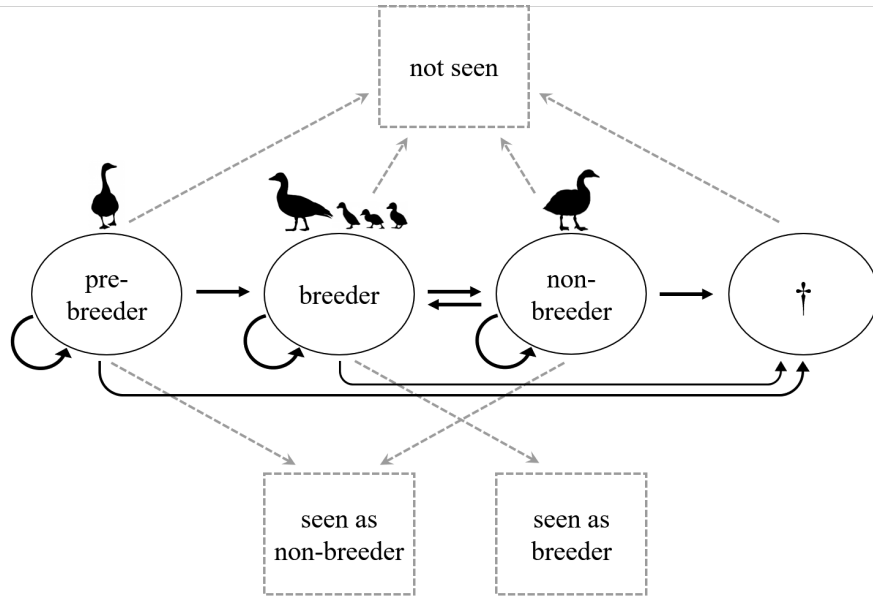 not seen
pre-
breeder
breeder
non-
breeder
†
seen as
non-breeder
seen as
breeder